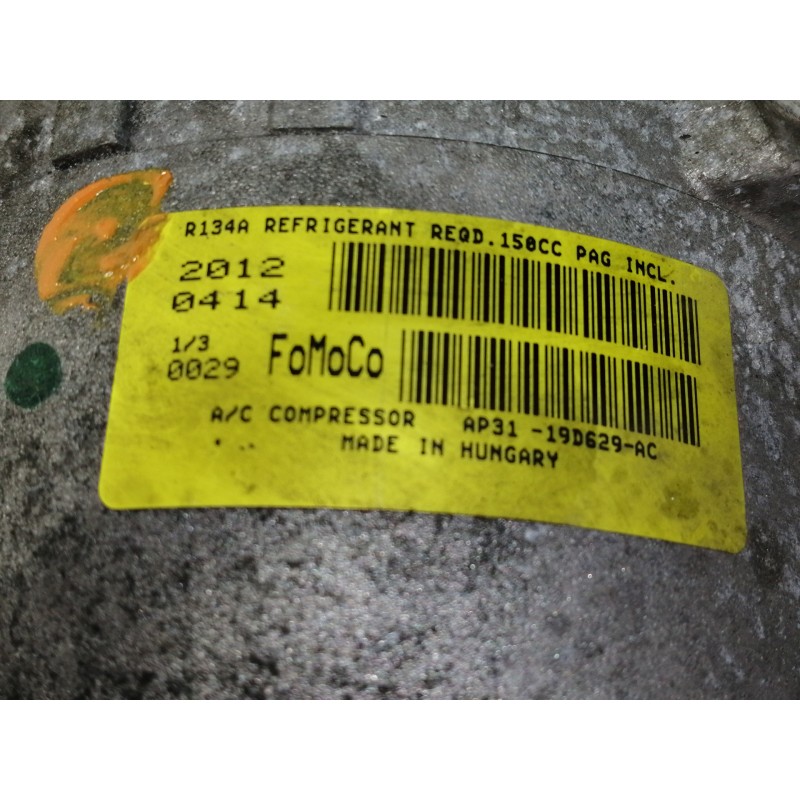 R134A REFRIGERANT REQD.150CC PAG INCL.
2012
0414
1/3
0029 FoMoCo
A/C COMPRESSOR AP31 -19D629-AC
MADE IN HUNGARY